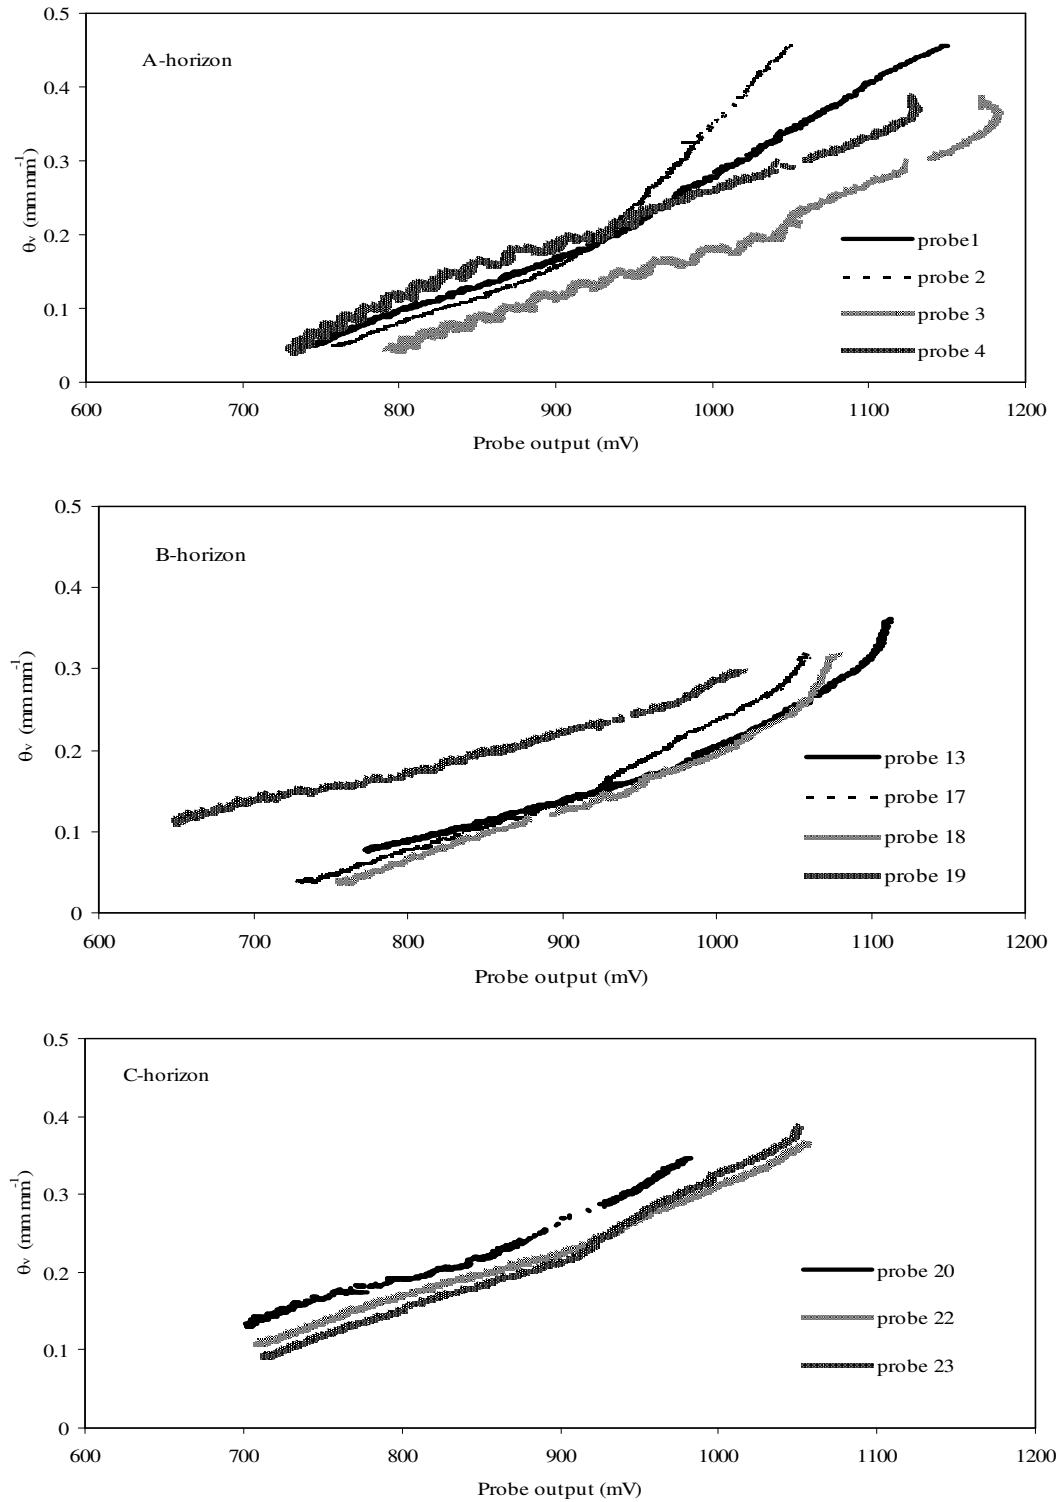 0.5
A-horizon
0.4
0.3
θv (mm mm-1)
0.2
probe1
probe 2
0.1
probe 3
probe 4
0
600 700 800 900 1000 1100 1200
Probe output (mV)
0.5
B-horizon
0.4
0.3
θv (mm mm-1)
0.2
probe 13
probe 17
0.1
probe 18
probe 19
0
600 700 800 900 1000 1100 1200
Probe output (mV)
0.5
C-horizon
0.4
0.3
θv (mm mm-1)
0.2
probe 20
probe 22
0.1
probe 23
0
600 700 800 900 1000 1100 1200
Probe output (mV)